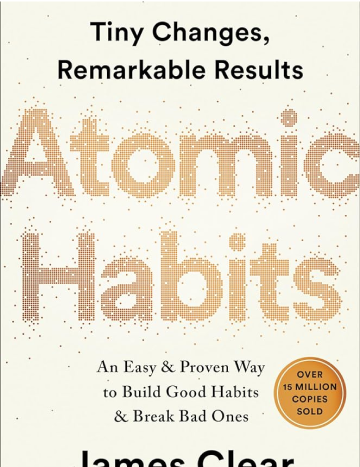 Tiny Changes,
Remarkable Results
Atomic
Habits
An Easy & Proven Way
to Build Good Habits
& Break Bad Ones
OVER
15 MILLION
COPIES
SOLD
James Clear